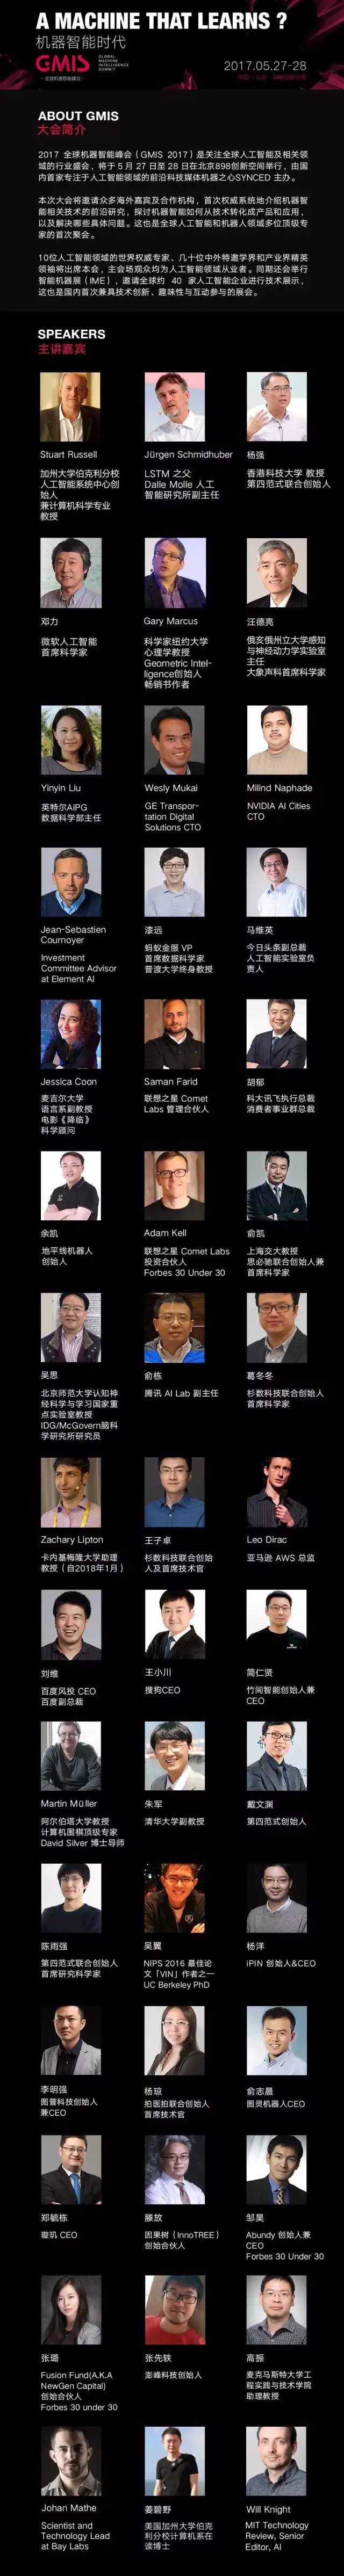 A MACHINE THAT LEARNS ?
机器智能时代
GMIS
GLOBAL
MACHINE
INTELLIGENCE
SUMMIT
- 全球机器智能峰会 -
2017.05.27-28
ABOUT GMIS
大会简介
2017 全球机器智能峰会（GMIS 2017）是关注全球人工智能及相关领
域的行业盛会，将于 5 月 27 日至 28 日在北京898创新空间举行，由国
内首家专注于人工智能领域的前沿科技媒体机器之心SYNCED 主办。
本次大会将邀请众多海外嘉宾及合作机构，首次权威系统地介绍机器智
能相关技术的前沿研究，探讨机器智能如何从技术转化成产品和应用，
以及解决哪些具体问题。这也是全球人工智能和机器人领域多位顶级专
家的首次聚会。
10位人工智能领域的世界权威专家、几十位中外特邀学界和产业界精英
领袖将出席本会，主会场观众均为人工智能领域从业者。同期还会举行
智能机器展（IME），邀请全球约 40 家人工智能企业进行技术展示，
这也是国内首次兼具技术创新、趣味性与互动参与的展会。
SPEAKERS
主讲嘉宾
Stuart Russell
加州大学伯克利分校
人工智能系统中心创
始人
兼计算机科学专业
教授
Jürgen Schmidhuber
LSTM 之父
Dalle Molle 人工
智能研究所副主任
杨强
香港科技大学 教授
第四范式联合创始人
邓力
微软人工智能
首席科学家
Gary Marcus
科学家纽约大学
心理学教授
Geometric Intel-
ligence创始人
畅销书作者
汪德亮
俄亥俄州立大学感知
与神经动力学实验室
主任
大象声科首席科学家
Yinyin Liu
英特尔AIPG
数据科学部主任
Wesly Mukai
GE Transpor-
tation Digital
Solutions CTO
Milind Naphade
NVIDIA AI Cities
CTO
Jean-Sebastien
Cournoyer
Investment
Committee Advisor
at Element AI
漆远
蚂蚁金服 VP
首席数据科学家
普渡大学终身教授
马维英
今日头条副总裁
人工智能实验室负
责人
Jessica Coon
麦吉尔大学
语言系副教授
电影《降临》
科学顾问
Saman Farid
联想之星 Comet
Labs 管理合伙人
胡郁
科大讯飞执行总裁
消费者事业群总裁
余凯
地平线机器人
创始人
Adam Kell
联想之星 Comet Labs
投资合伙人
Forbes 30 Under 30
俞凯
上海交大教授
思必驰联合创始人兼
首席科学家
吴思
北京师范大学认知神
经科学与学习国家重
点实验室教授
IDG/McGovern脑科
学研究所研究员
俞栋
腾讯 AI Lab 副主任
葛冬冬
杉数科技联合创始人
首席科学家
Zachary Lipton
卡内基梅隆大学助理
教授（自2018年1月）
王子卓
杉数科技联合创始
人及首席技术官
Leo Dirac
亚马逊 AWS 总监
刘维
百度风投 CEO
百度副总裁
王小川
搜狗CEO
简仁贤
竹间智能创始人兼
CEO
Martin Müller
阿尔伯塔大学教授
计算机围棋顶级专家
David Silver 博士导师
朱军
清华大学副教授
戴文渊
第四范式创始人
陈雨强
第四范式联合创始人
首席研究科学家
吴翼
NIPS 2016 最佳论
文「VIN」作者之一
UC Berkeley PhD
杨洋
iPIN 创始人&CEO
李明强
图普科技创始人
兼CEO
杨琼
拍医拍联合创始人
首席技术官
俞志晨
图灵机器人CEO
郑毓栋
璇玑 CEO
滕放
因果树（InnoTREE）
创始合伙人
邹昊
Abundy 创始人兼
CEO
Forbes 30 Under 30
张璐
Fusion Fund(A.K.A
NewGen Capital)
创始合伙人
Forbes 30 under 30
张先轶
澎峰科技创始人
高振
麦克马斯特大学工
程实践与技术学院
助理教授
Johan Mathe
Scientist and
Technology Lead
at Bay Labs
姜碧野
美国加州大学伯克
利分校计算机系在
读博士
Will Knight
MIT Technology
Review, Senior
Editor, AI